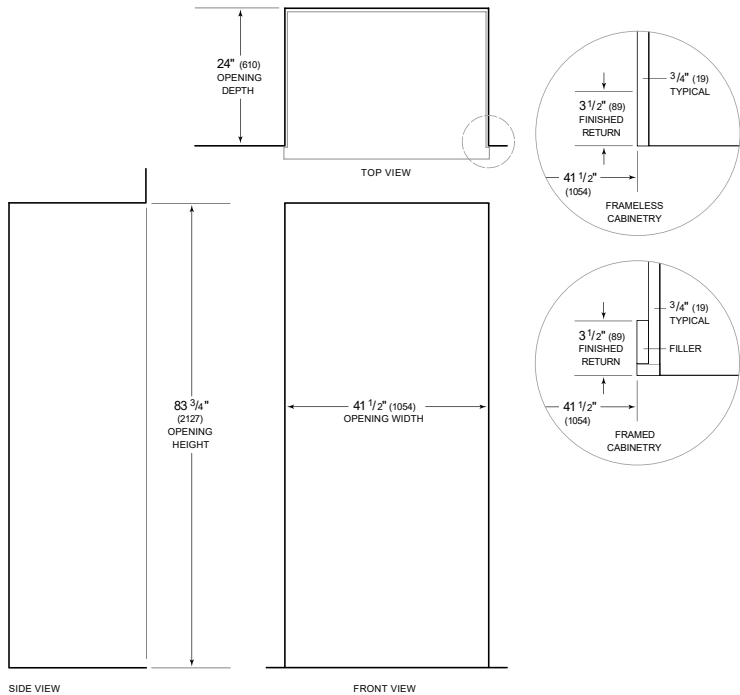 24" (610)
OPENING
DEPTH
TOP VIEW
3/4" (19)
TYPICAL
3 1/2" (89)
FINISHED
RETURN
41 1/2"
(1054)
FRAMELESS
CABINETRY
3/4" (19)
TYPICAL
3 1/2" (89)
FINISHED
RETURN
FILLER
41 1/2"
(1054)
FRAMED
CABINETRY
83 3/4"
(2127)
OPENING
HEIGHT
41 1/2" (1054)
OPENING WIDTH
SIDE VIEW
FRONT VIEW